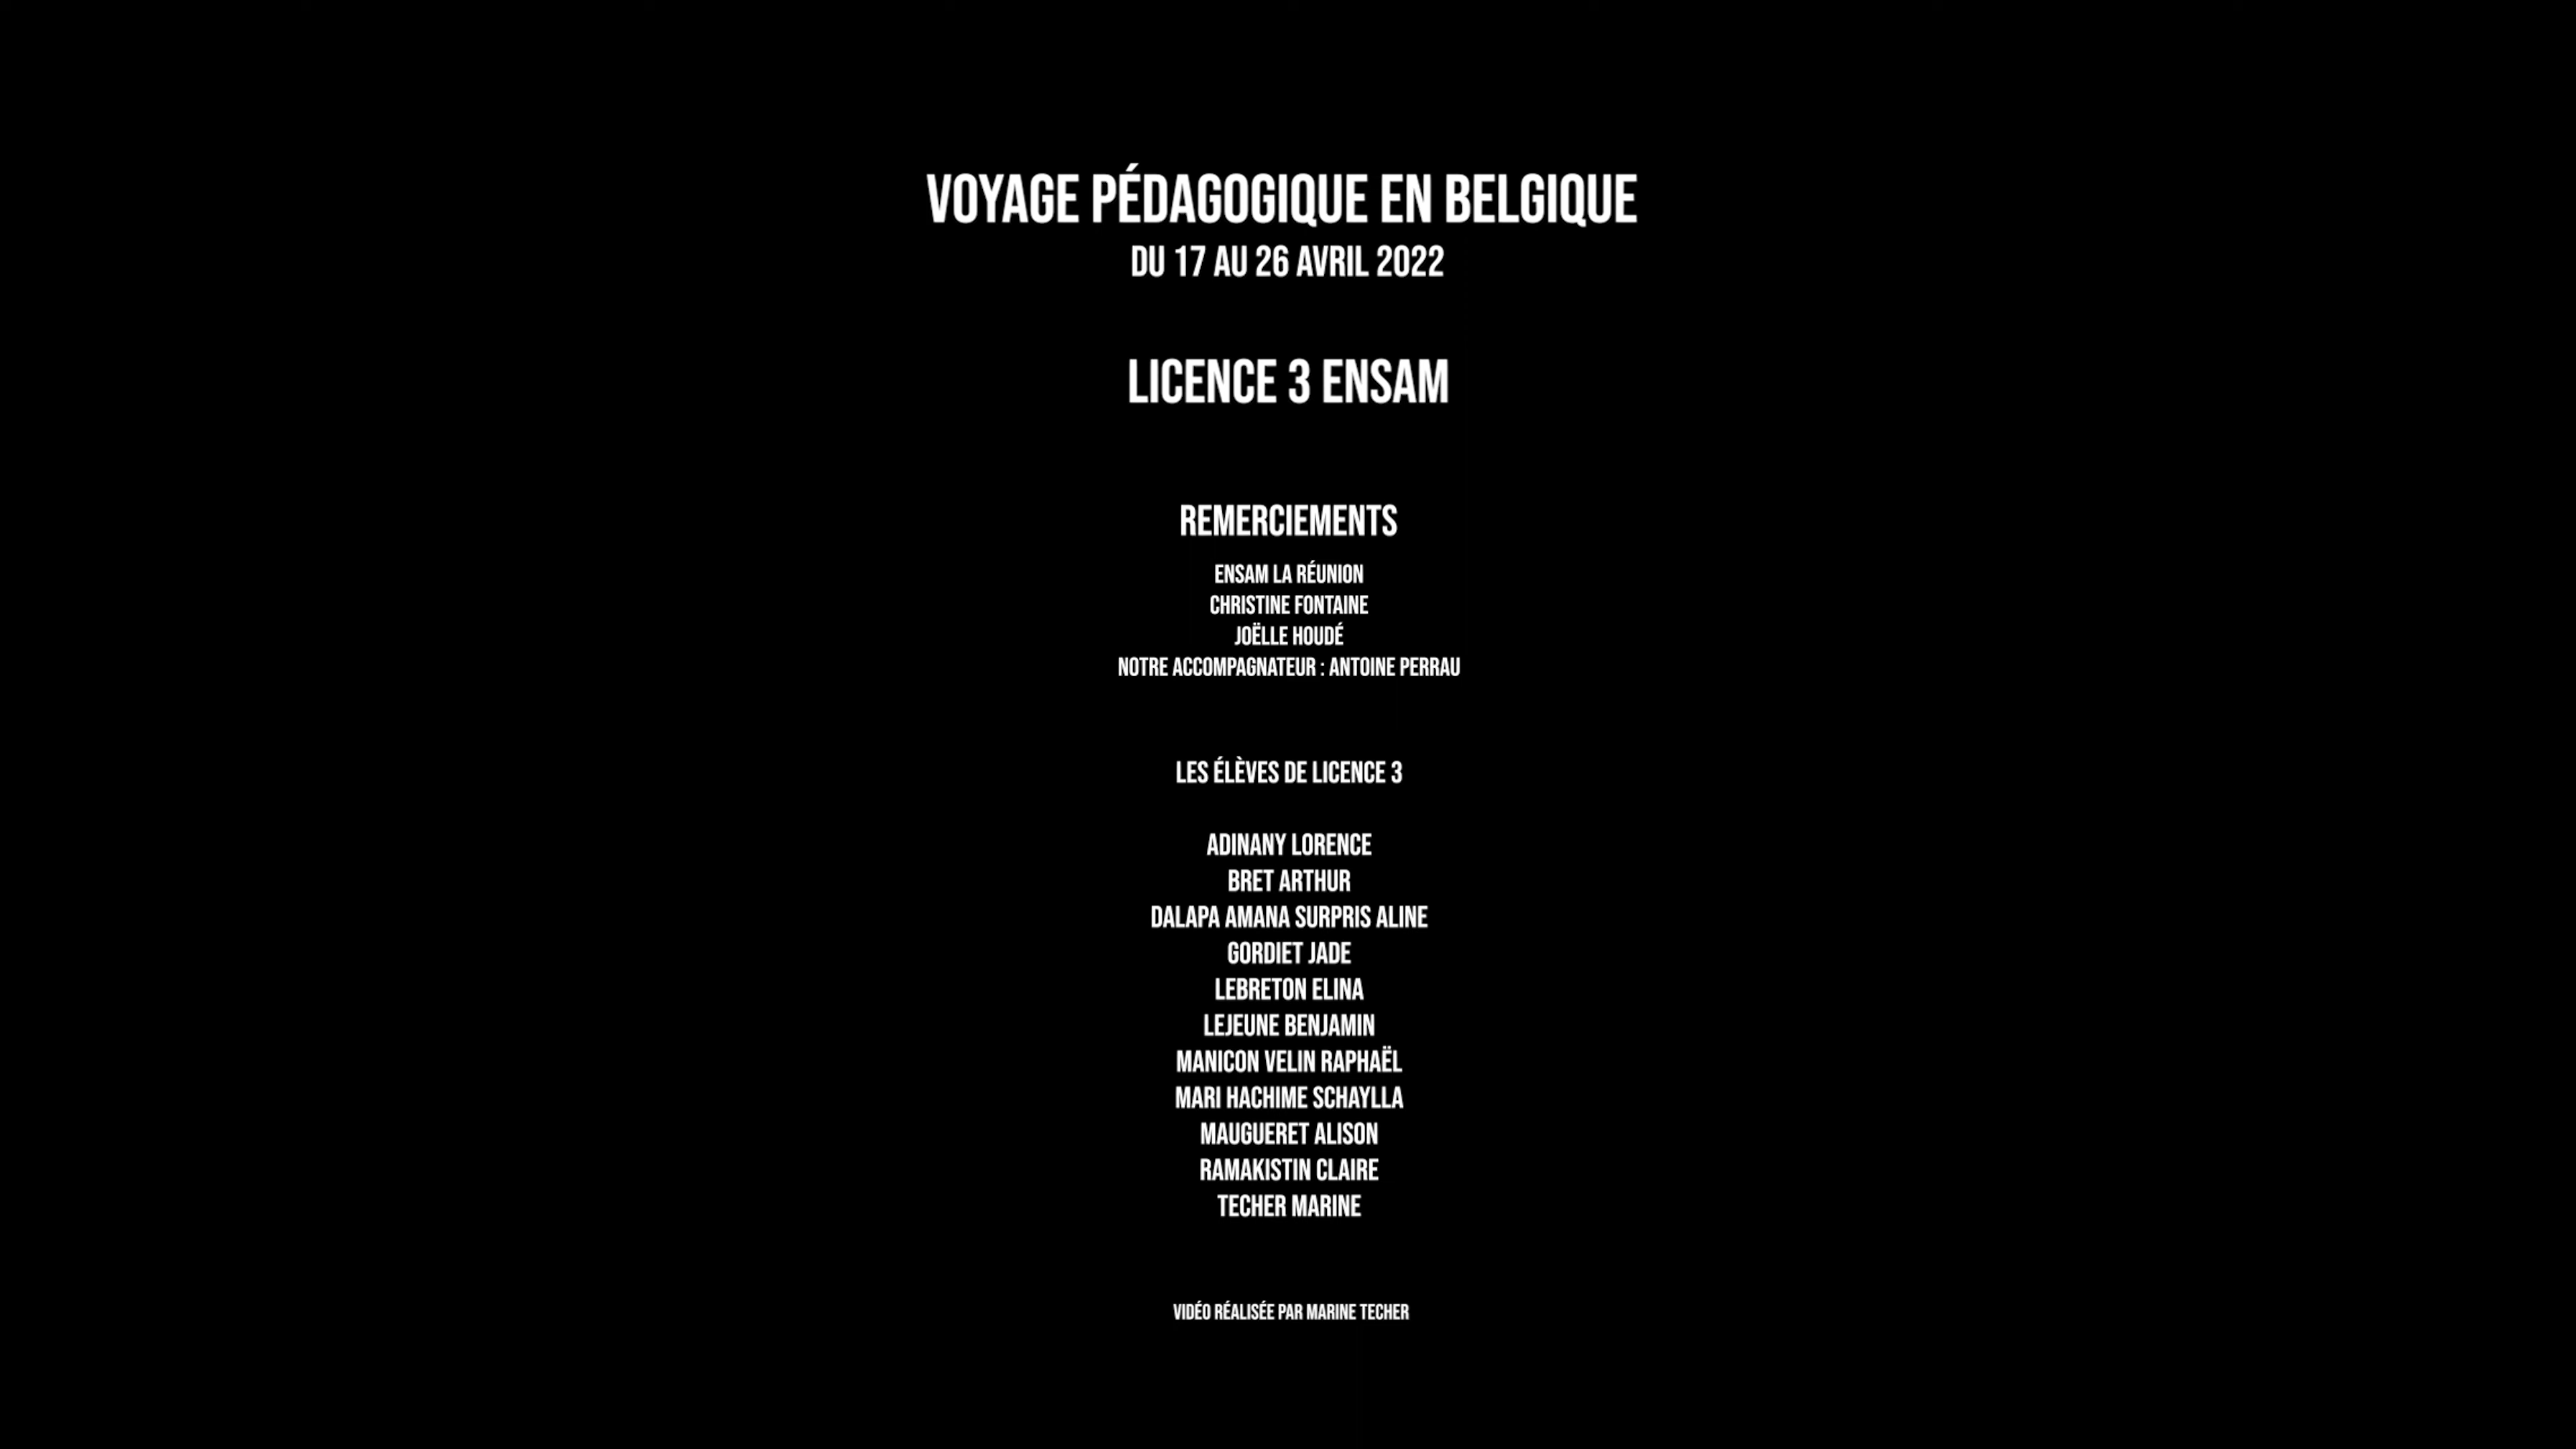 VOYAGE PÉDAGOGIQUE EN BELGIQUE
DU 17 AU 26 AVRIL 2022
LICENCE 3 ENSAM
REMERCIEMENTS
ENSAM LA RÉUNION
CHRISTINE FONTAINE
JOËLLE HOUDÉ
NOTRE ACCOMPAGNATEUR : ANTOINE PERRAU
LES ÉLÈVES DE LICENCE 3
ADINANY LORENCE
BRET ARTHUR
DALAPA AMANA SURPRIS ALINE
GORDIET JADE
LEBRETON ELINA
LEJEUNE BENJAMIN
MANICON VELIN RAPHAËL
MARI HACHIME SCHAYLLA
MAUGUERET ALISON
RAMAKISTIN CLAIRE
TECHER MARINE
VIDÉO RÉALISÉE PAR MARINE TECHER